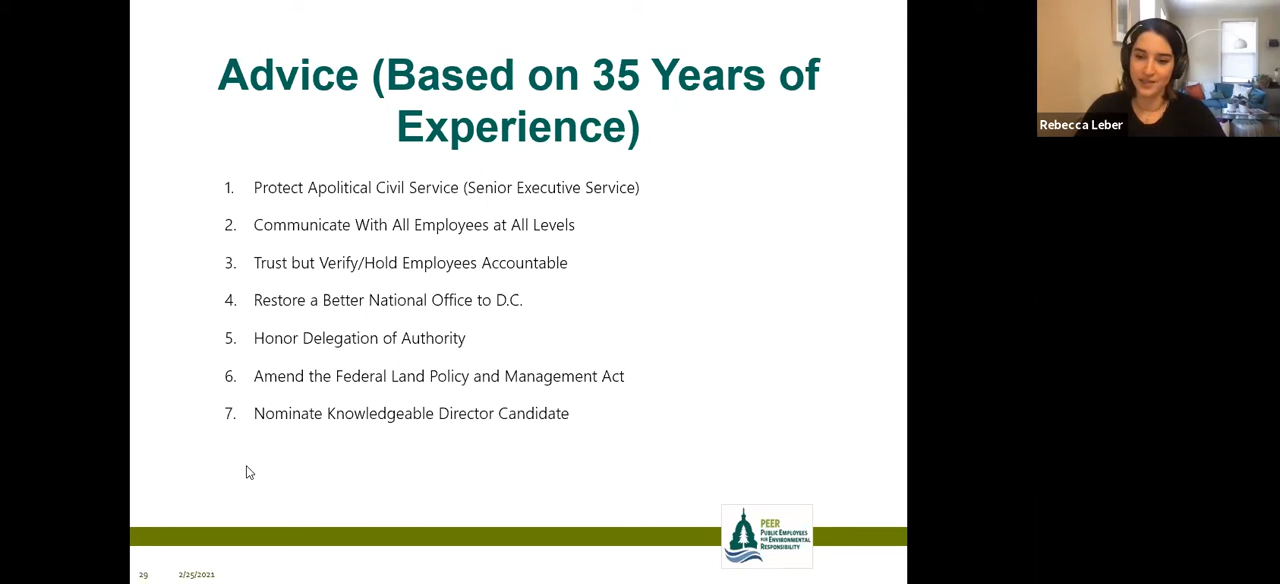 Advice (Based on 35 Years of
Experience)
1. Protect Apolitical Civil Service (Senior Executive Service)
2. Communicate With All Employees at All Levels
3. Trust but Verify/Hold Employees Accountable
4. Restore a Better National Office to D.C.
5. Honor Delegation of Authority
6. Amend the Federal Land Policy and Management Act
7. Nominate Knowledgeable Director Candidate
PEER
PUBLIC EMPLOYEES
FOR ENVIRONMENTAL
RESPONSIBILITY
29 2/25/2021
Rebecca Leber